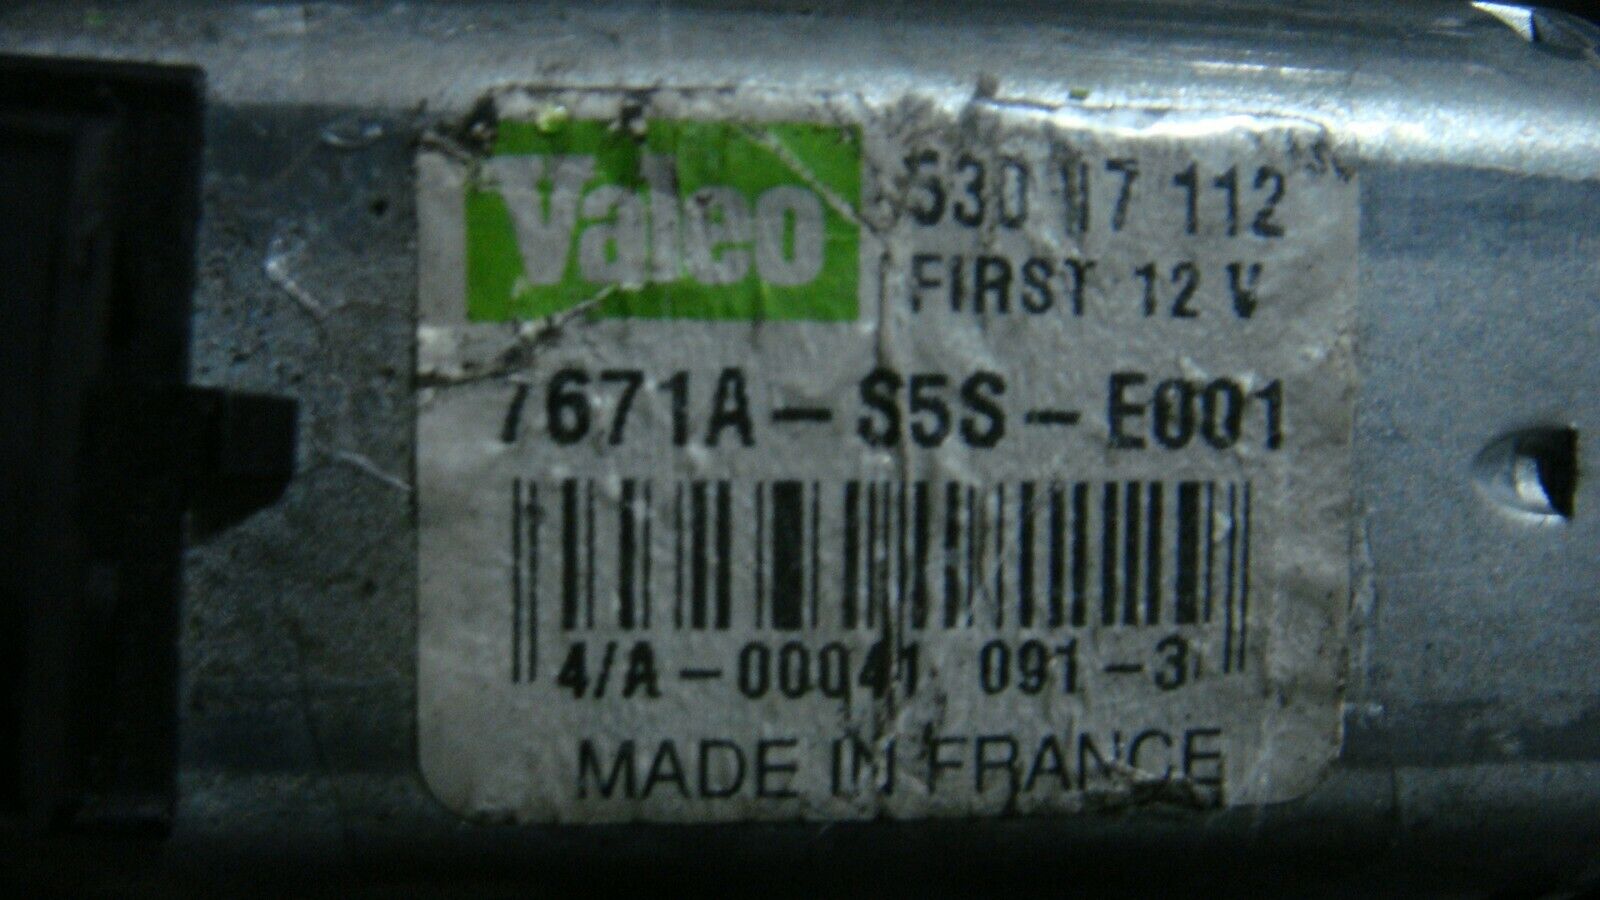 Valeo
530 17 112
FIRST 12 V
7671A-S5S-E001
4/A-00041 091-3
MADE IN FRANCE